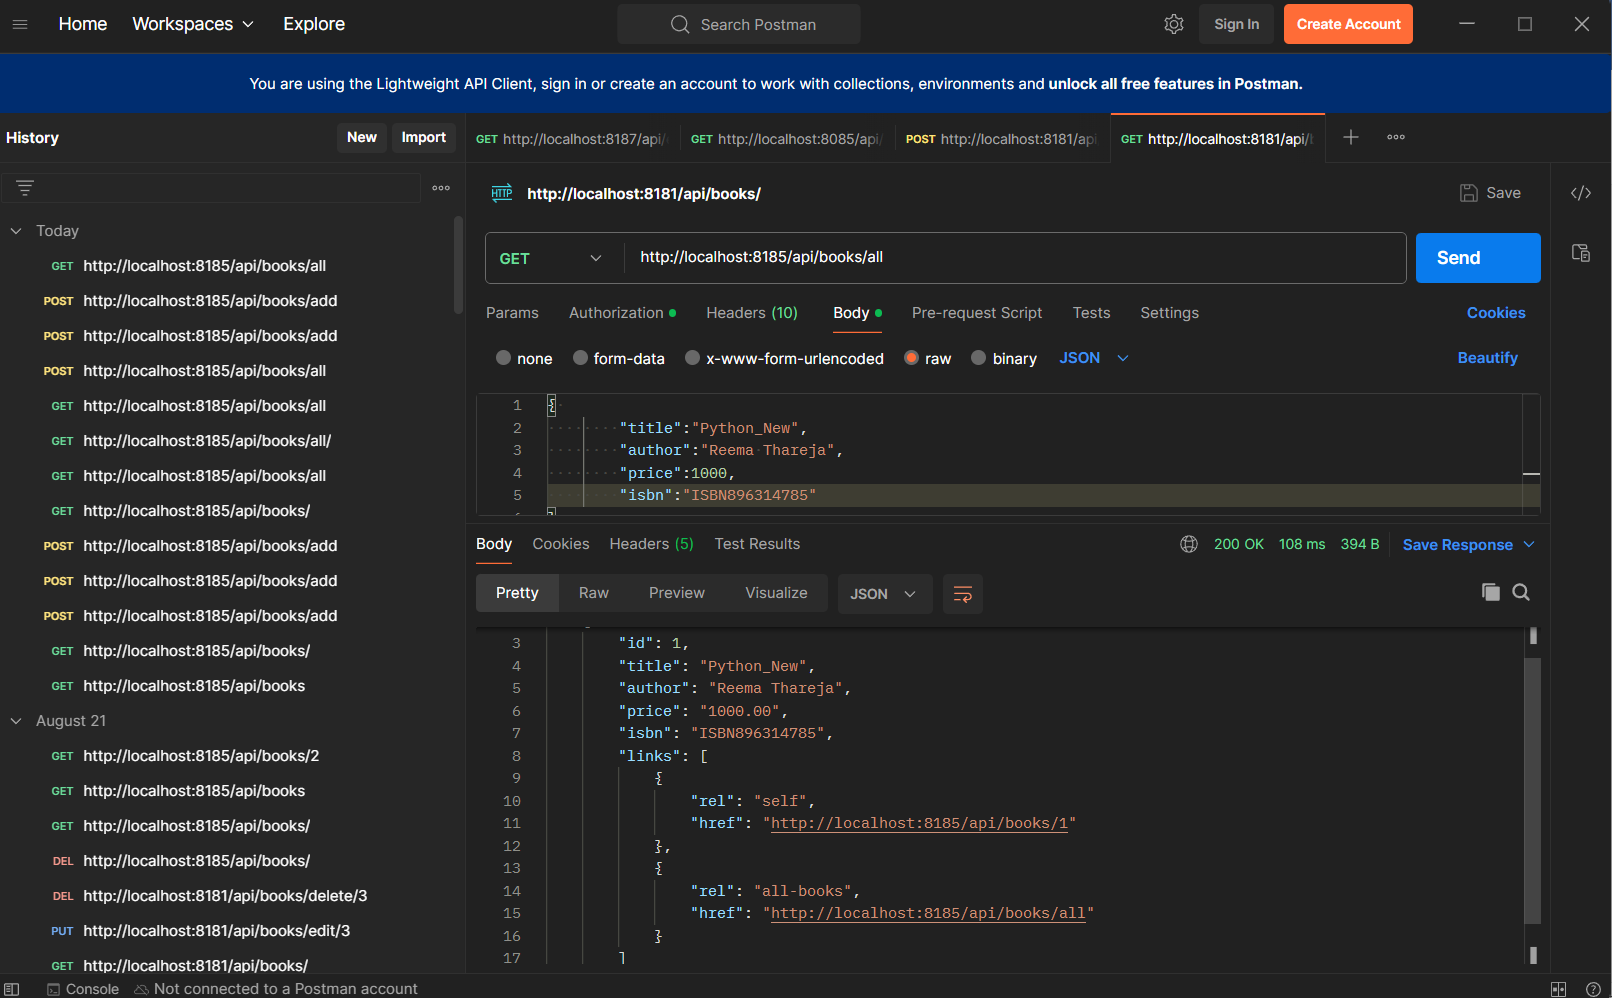 Home Workspaces Explore Search Postman Sign In Create Account
You are using the Lightweight API Client, sign in or create an account to work with collections, environments and unlock all free features in Postman.
History New Import
GET http://localhost:8187/api/ GET http://localhost:8085/api/ POST http://localhost:8181/api GET http://localhost:8181/api/
HTTP http://localhost:8181/api/books/ Save
Today
GET http://localhost:8185/api/books/all
POST http://localhost:8185/api/books/add
POST http://localhost:8185/api/books/add
POST http://localhost:8185/api/books/all
GET http://localhost:8185/api/books/all
GET http://localhost:8185/api/books/all/
GET http://localhost:8185/api/books/all
GET http://localhost:8185/api/books/
POST http://localhost:8185/api/books/add
POST http://localhost:8185/api/books/add
POST http://localhost:8185/api/books/add
GET http://localhost:8185/api/books/
GET http://localhost:8185/api/books
August 21
GET http://localhost:8185/api/books/2
GET http://localhost:8185/api/books
GET http://localhost:8185/api/books/
DEL http://localhost:8185/api/books/
DEL http://localhost:8181/api/books/delete/3
PUT http://localhost:8181/api/books/edit/3
GET http://localhost:8181/api/books/
GET http://localhost:8185/api/books/all Send
Params Authorization Headers (10) Body Pre-request Script Tests Settings Cookies
none form-data x-www-form-urlencoded raw binary JSON Beautify
1 {
2 "title":"Python_New",
3 "author":"Reema Thareja",
4 "price":1000,
5 "isbn":"ISBN896314785"
Body Cookies Headers (5) Test Results 200 OK 108 ms 394 B Save Response
Pretty Raw Preview Visualize JSON
3 "id": 1,
4 "title": "Python_New",
5 "author": "Reema Thareja",
6 "price": "1000.00",
7 "isbn": "ISBN896314785",
8 "links": [
9 {
10 "rel": "self",
11 "href": "http://localhost:8185/api/books/1"
12 },
13 {
14 "rel": "all-books",
15 "href": "http://localhost:8185/api/books/all"
16 }
17 ]
Console Not connected to a Postman account